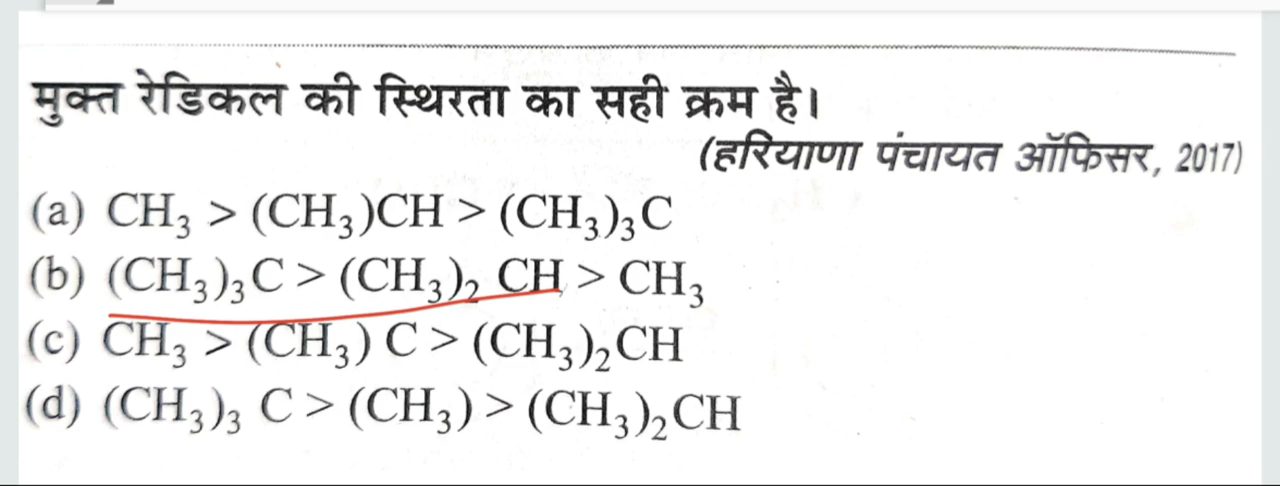 मुक्त रेडिकल की स्थिरता का सही क्रम है।
(हरियाणा पंचायत ऑफिसर, 2017)
(a) CH₃ > (CH₃)CH > (CH₃)₃C
(b) (CH₃)₃C > (CH₃)₂ CH > CH₃
(c) CH₃ > (CH₃) C > (CH₃)₂CH
(d) (CH₃)₃ C > (CH₃) > (CH₃)₂CH